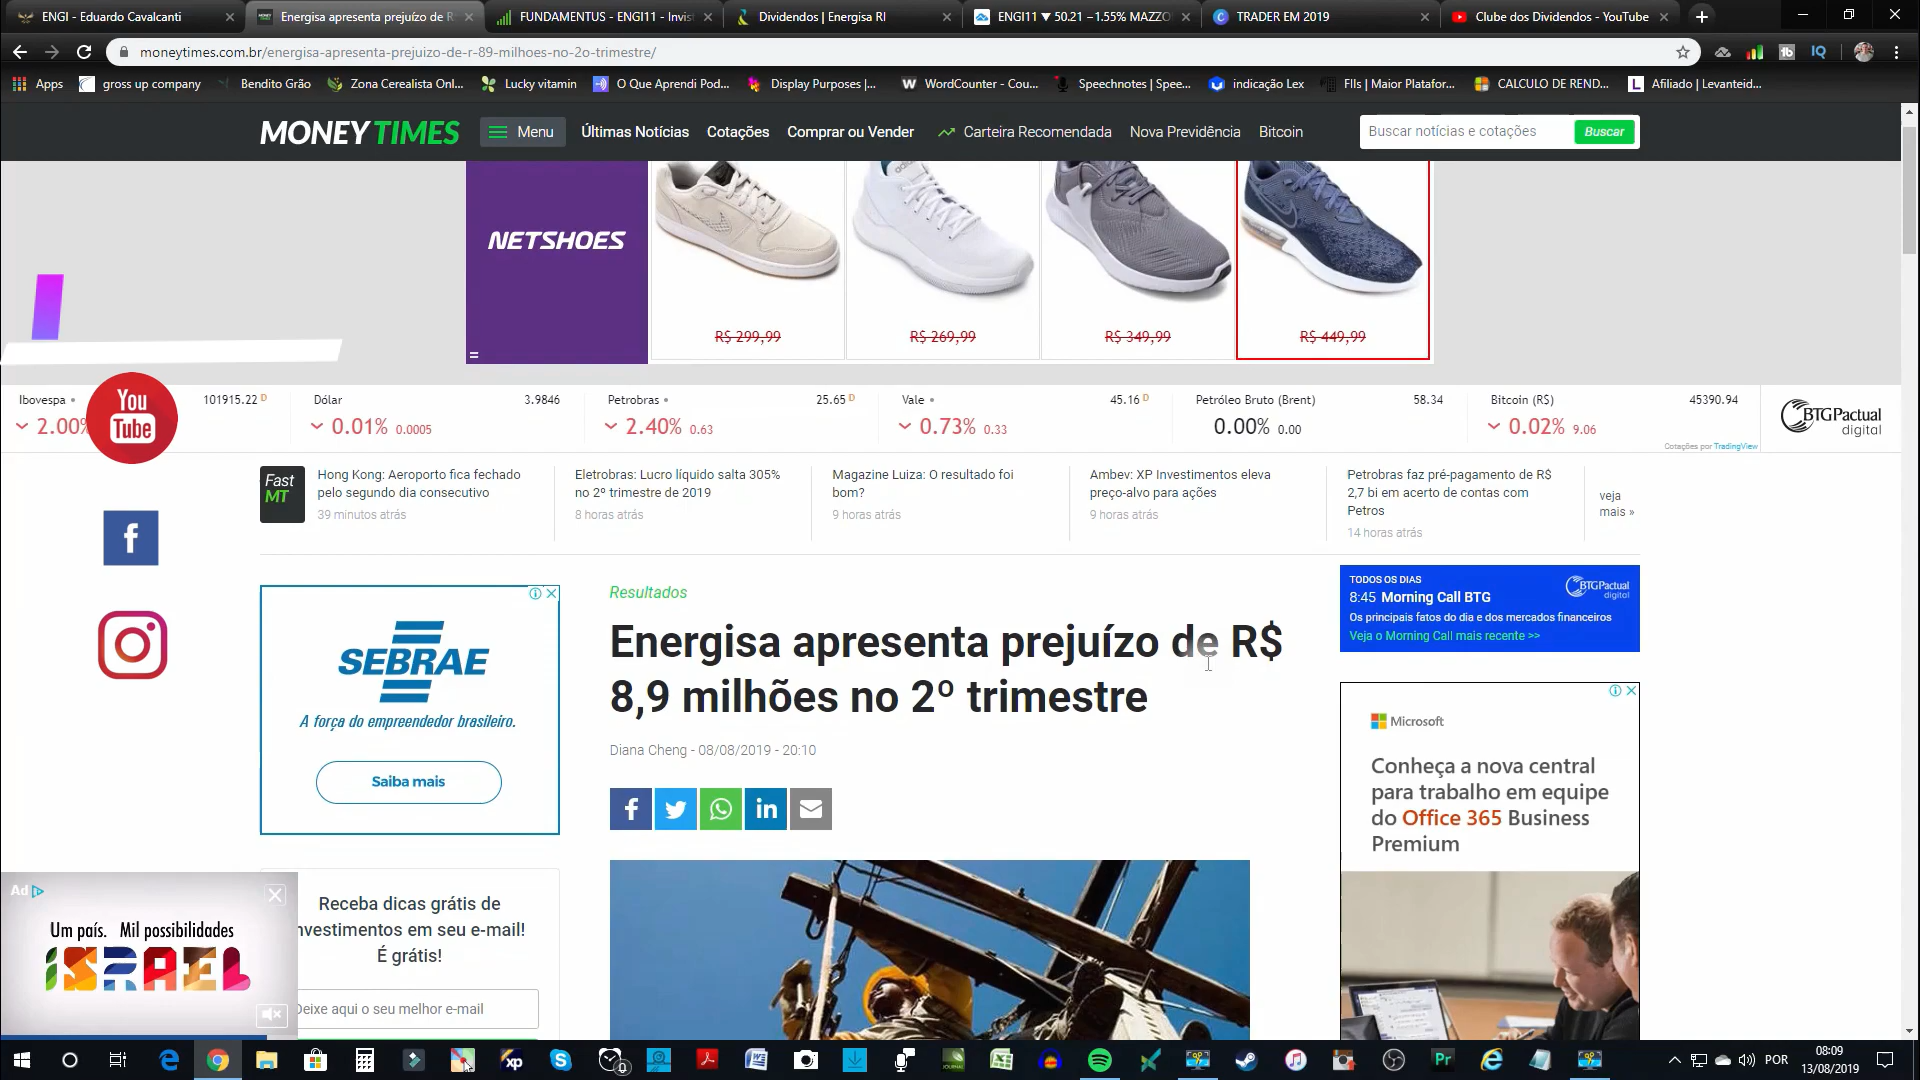 ENGI - Eduardo Cavalcanti
Energisa apresenta prejuízo de R
FUNDAMENTUS - ENGI11 - Invist
Dividendos | Energisa RI
ENGI11 ▼ 50.21 −1.55% MAZZO
TRADER EM 2019
Clube dos Dividendos - YouTube
moneytimes.com.br/energisa-apresenta-prejuizo-de-r-89-milhoes-no-2o-trimestre/
Apps
gross up company
Bendito Grão
Zona Cerealista Onl...
Lucky vitamin
O Que Aprendi Pod...
Display Purposes |...
WordCounter - Cou...
Speechnotes | Spee...
indicação Lex
FIIs | Maior Platafor...
CALCULO DE REND...
Afiliado | Levanteid...
MONEY TIMES
Menu
Últimas Notícias
Cotações
Comprar ou Vender
Carteira Recomendada
Nova Previdência
Bitcoin
Buscar notícias e cotações
Buscar
NETSHOES
R$ 299,99
R$ 269,99
R$ 349,99
R$ 449,99
Ibovespa
101915.22 D
2.00%
Dólar
3.9846
0.01% 0.0005
Petrobras
25.65 D
2.40% 0.63
Vale
45.16 D
0.73% 0.33
Petróleo Bruto (Brent)
58.34
0.00% 0.00
Bitcoin (R$)
45390.94
0.02% 9.06
Cotações por TradingView
BTGPactual
digital
You
Tube
Fast
MT
Hong Kong: Aeroporto fica fechado
pelo segundo dia consecutivo
39 minutos atrás
Eletrobras: Lucro líquido salta 305%
no 2º trimestre de 2019
8 horas atrás
Magazine Luiza: O resultado foi
bom?
9 horas atrás
Ambev: XP Investimentos eleva
preço-alvo para ações
9 horas atrás
Petrobras faz pré-pagamento de R$
2,7 bi em acerto de contas com
Petros
14 horas atrás
veja
mais »
SEBRAE
A força do empreendedor brasileiro.
Saiba mais
Resultados
Energisa apresenta prejuízo de R$
8,9 milhões no 2º trimestre
Diana Cheng - 08/08/2019 - 20:10
TODOS OS DIAS
8:45 Morning Call BTG
BTGPactual
digital
Os principais fatos do dia e dos mercados financeiros
Veja o Morning Call mais recente >>
Microsoft
Conheça a nova central
para trabalho em equipe
do Office 365 Business
Premium
Receba dicas grátis de
nvestimentos em seu e-mail!
É grátis!
Deixe aqui o seu melhor e-mail
Ad
Um país. Mil possibilidades
ISRAEL
POR
08:09
13/08/2019